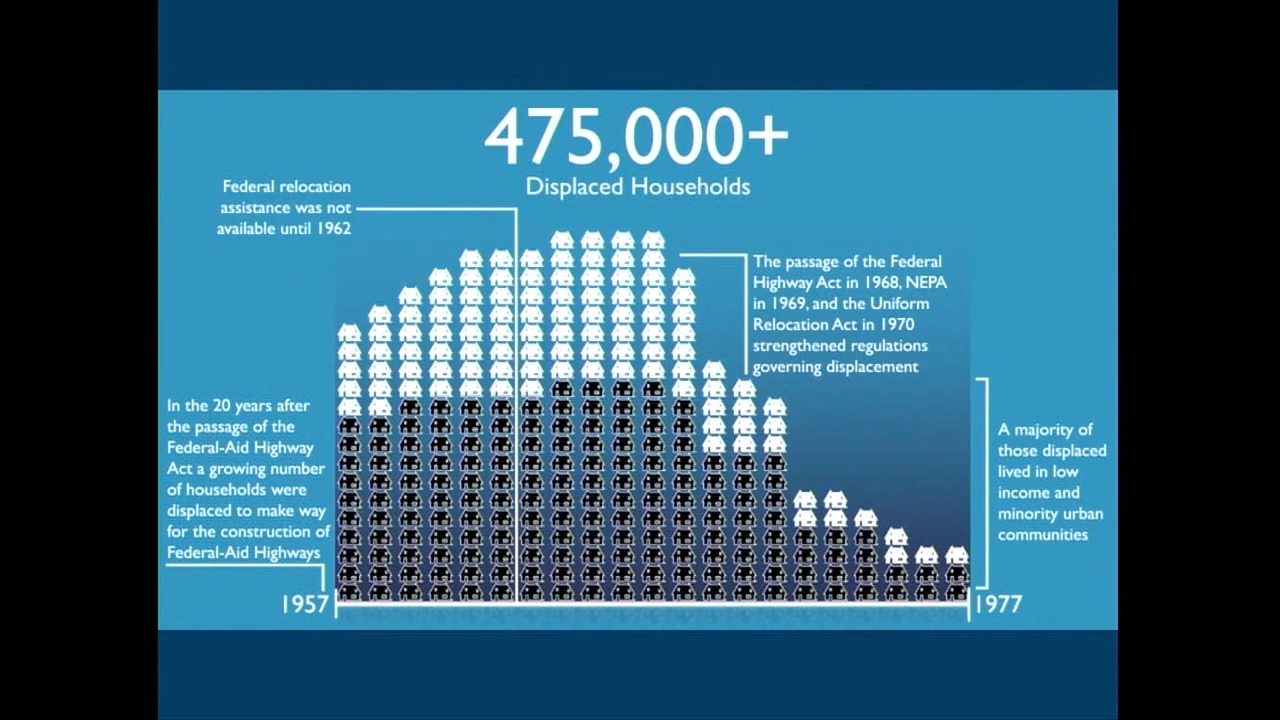 475,000+
Displaced Households
Federal relocation
assistance was not
available until 1962
The passage of the Federal
Highway Act in 1968, NEPA
in 1969, and the Uniform
Relocation Act in 1970
strengthened regulations
governing displacement
In the 20 years after
the passage of the
Federal-Aid Highway
Act a growing number
of households were
displaced to make way
for the construction of
Federal-Aid Highways
A majority of
those displaced
lived in low
income and
minority urban
communities
1957
1977